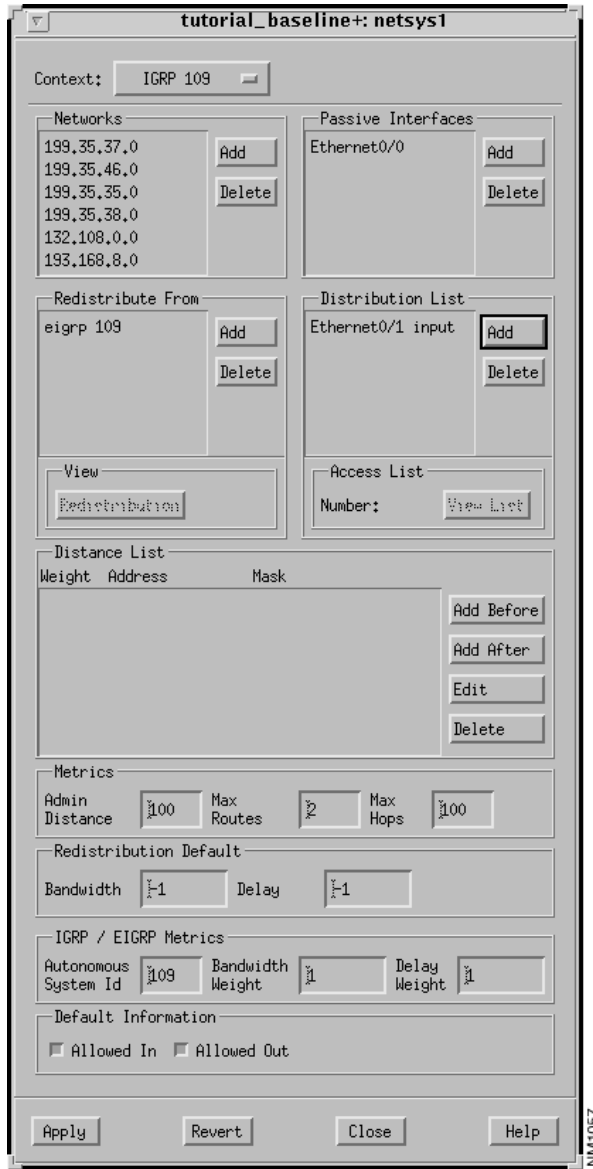 tutorial_baseline+: netsys1
Context: IGRP 109
Networks
199.35.37.0
199.35.46.0
199.35.35.0
199.35.38.0
132.108.0.0
193.168.8.0
Add
Delete
Passive Interfaces
Ethernet0/0
Add
Delete
Redistribute From
eigrp 109
Add
Delete
View
Redistribution
Distribution List
Ethernet0/1 input
Add
Delete
Access List
Number: View List
Distance List
Weight Address Mask
Add Before
Add After
Edit
Delete
Metrics
Admin Distance 100 Max Routes 2 Max Hops 100
Redistribution Default
Bandwidth -1 Delay -1
IGRP / EIGRP Metrics
Autonomous System Id 109 Bandwidth Weight 1 Delay Weight 1
Default Information
Allowed In Allowed Out
Apply Revert Close Help
NM1057